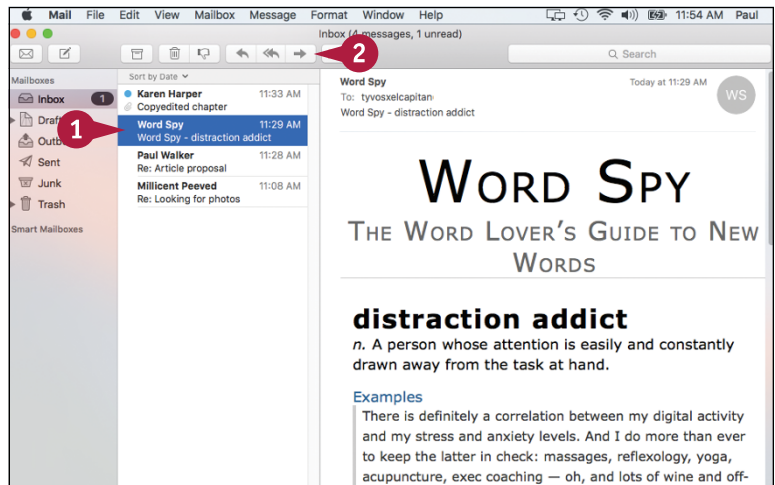 Mail File Edit View Mailbox Message Format Window Help 11:54 AM Paul
Inbox (4 messages, 1 unread)
2
Search
Mailboxes
Inbox 1
Draf
Outb
Sent
Junk
Trash
Smart Mailboxes
1
Sort by Date
Karen Harper 11:33 AM
Copyedited chapter
Word Spy 11:29 AM
Word Spy - distraction addict
Paul Walker 11:28 AM
Re: Article proposal
Millicent Peeved 11:08 AM
Re: Looking for photos
Word Spy Today at 11:29 AM
WS
To: tyvosxelcapitan
Word Spy - distraction addict
WORD SPY
THE WORD LOVER'S GUIDE TO NEW
WORDS
distraction addict
n. A person whose attention is easily and constantly
drawn away from the task at hand.
Examples
There is definitely a correlation between my digital activity
and my stress and anxiety levels. And I do more than ever
to keep the latter in check: massages, reflexology, yoga,
acupuncture, exec coaching — oh, and lots of wine and off-